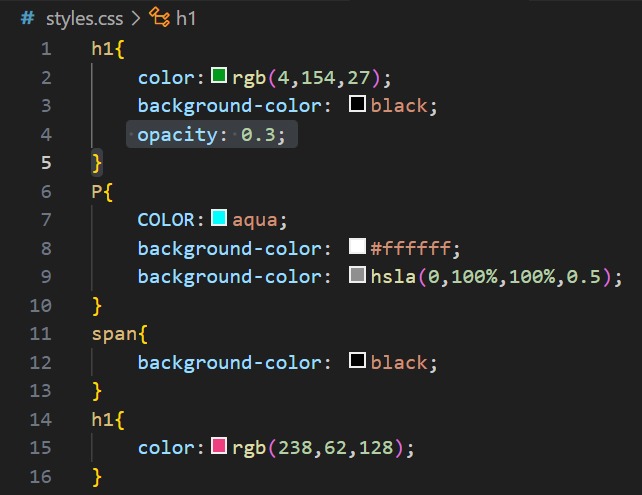 # styles.css > h1
1 h1{
2 color: rgb(4,154,27);
3 background-color: black;
4 opacity: 0.3;
5 }
6 P{
7 COLOR: aqua;
8 background-color: #ffffff;
9 background-color: hsla(0,100%,100%,0.5);
10 }
11 span{
12 background-color: black;
13 }
14 h1{
15 color: rgb(238,62,128);
16 }